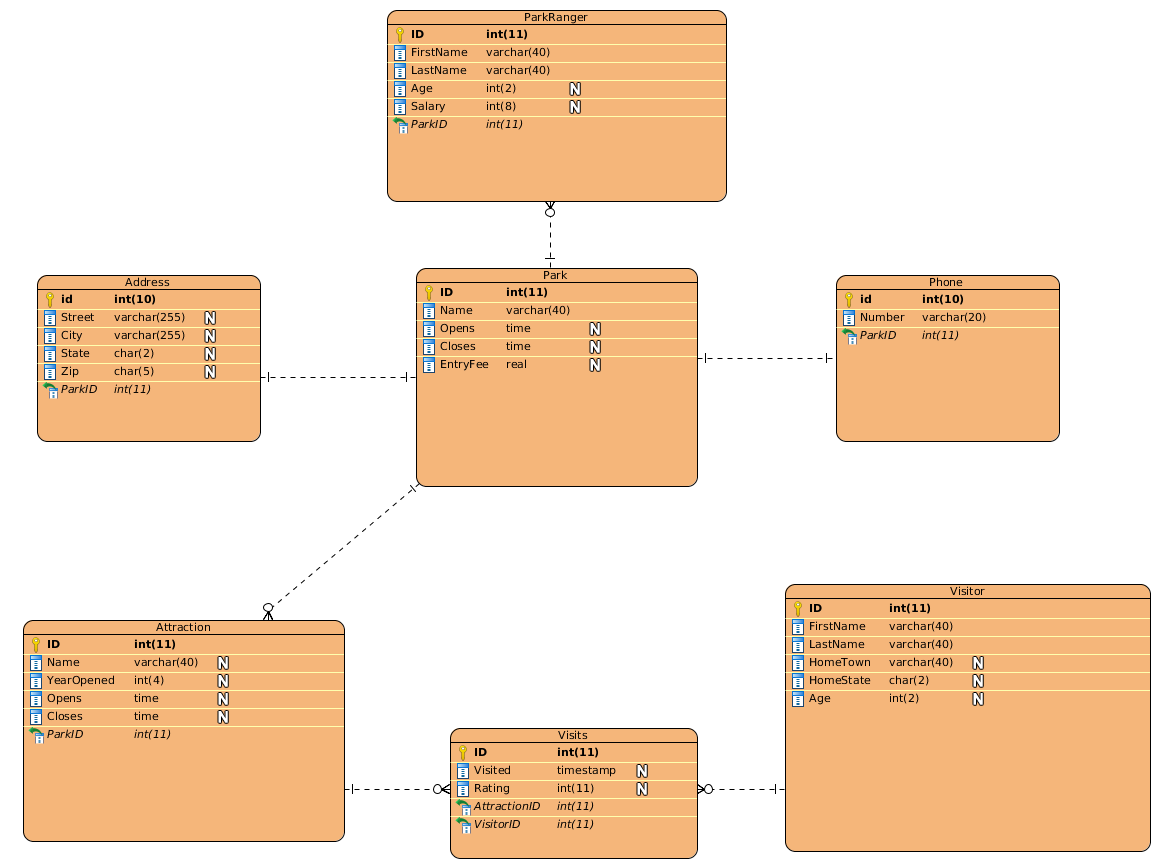 ParkRanger
ID int(11)
FirstName varchar(40)
LastName varchar(40)
Age int(2) N
Salary int(8) N
ParkID int(11)
Address
id int(10)
Street varchar(255) N
City varchar(255) N
State char(2) N
Zip char(5) N
ParkID int(11)
Park
ID int(11)
Name varchar(40)
Opens time N
Closes time N
EntryFee real N
Phone
id int(10)
Number varchar(20)
ParkID int(11)
Attraction
ID int(11)
Name varchar(40) N
YearOpened int(4) N
Opens time N
Closes time N
ParkID int(11)
Visits
ID int(11)
Visited timestamp N
Rating int(11) N
AttractionID int(11)
VisitorID int(11)
Visitor
ID int(11)
FirstName varchar(40)
LastName varchar(40)
HomeTown varchar(40) N
HomeState char(2) N
Age int(2) N